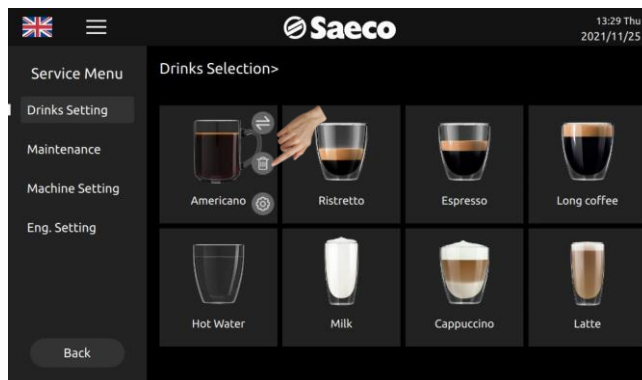 Saeco
13:29 Thu
2021/11/25
Service Menu
Drinks Setting
Maintenance
Machine Setting
Eng. Setting
Back
Drinks Selection>
Americano
Ristretto
Espresso
Long coffee
Hot Water
Milk
Cappuccino
Latte